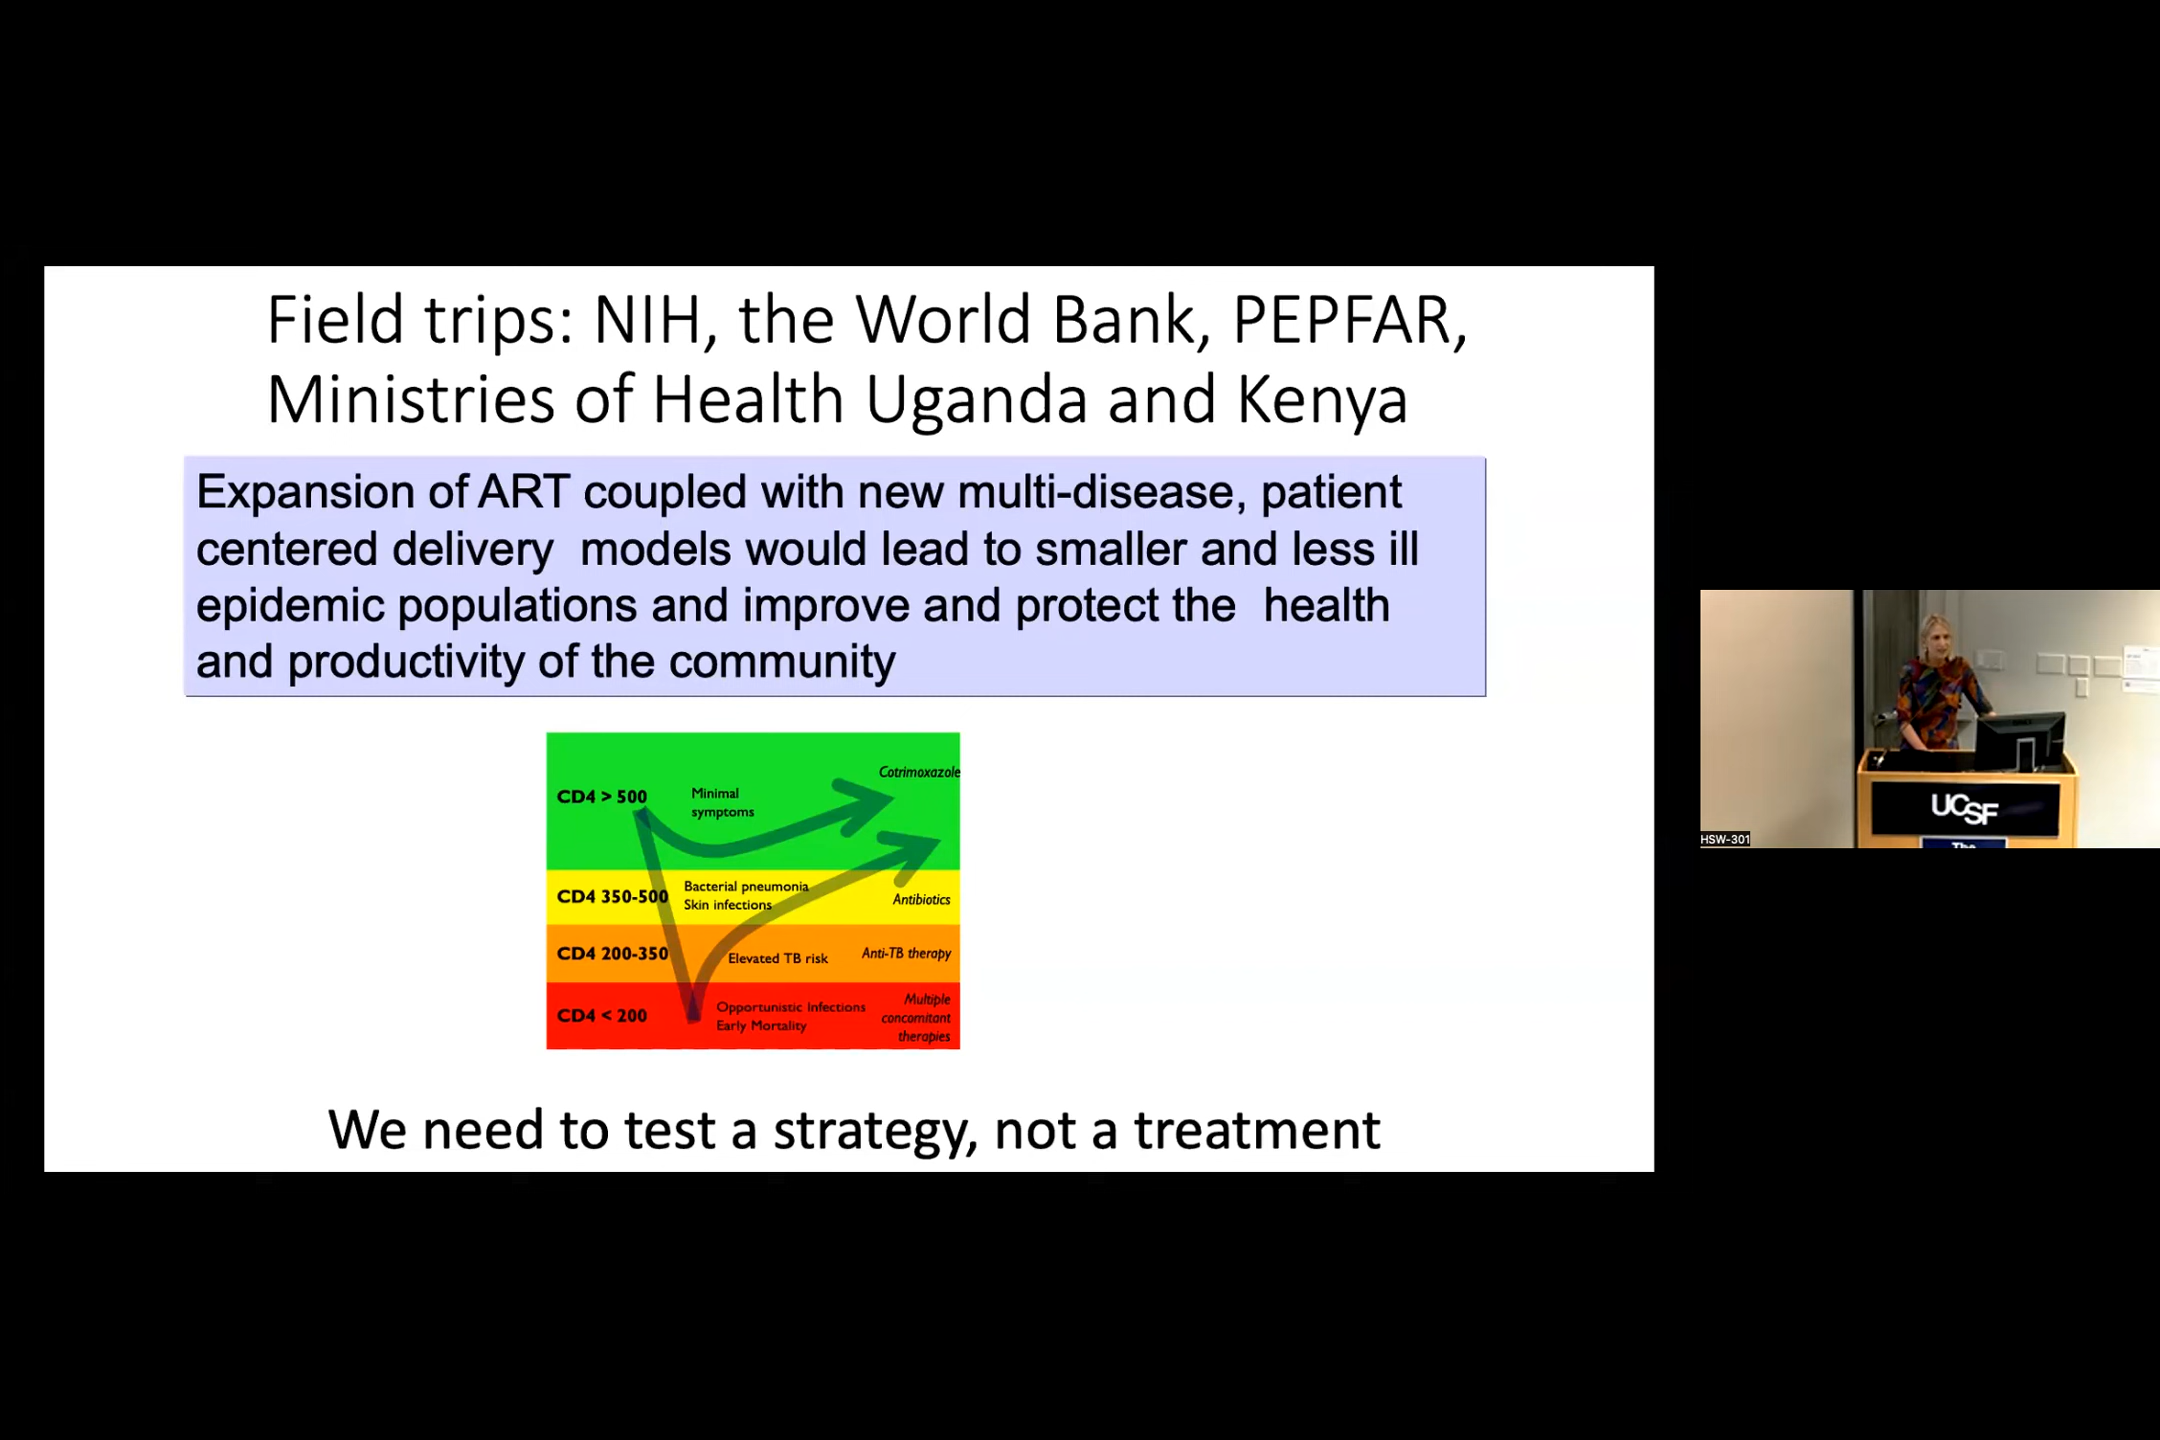 Field trips: NIH, the World Bank, PEPFAR,
Ministries of Health Uganda and Kenya
Expansion of ART coupled with new multi-disease, patient
centered delivery models would lead to smaller and less ill
epidemic populations and improve and protect the health
and productivity of the community
CD4 > 500
Minimal
symptoms
Cotrimoxazole
CD4 350-500
Bacterial pneumonia
Skin infections
Antibiotics
CD4 200-350
Elevated TB risk
Anti-TB therapy
CD4 < 200
Opportunistic Infections
Early Mortality
Multiple
concomitant
therapies
We need to test a strategy, not a treatment
UCSF
The
HSW-301